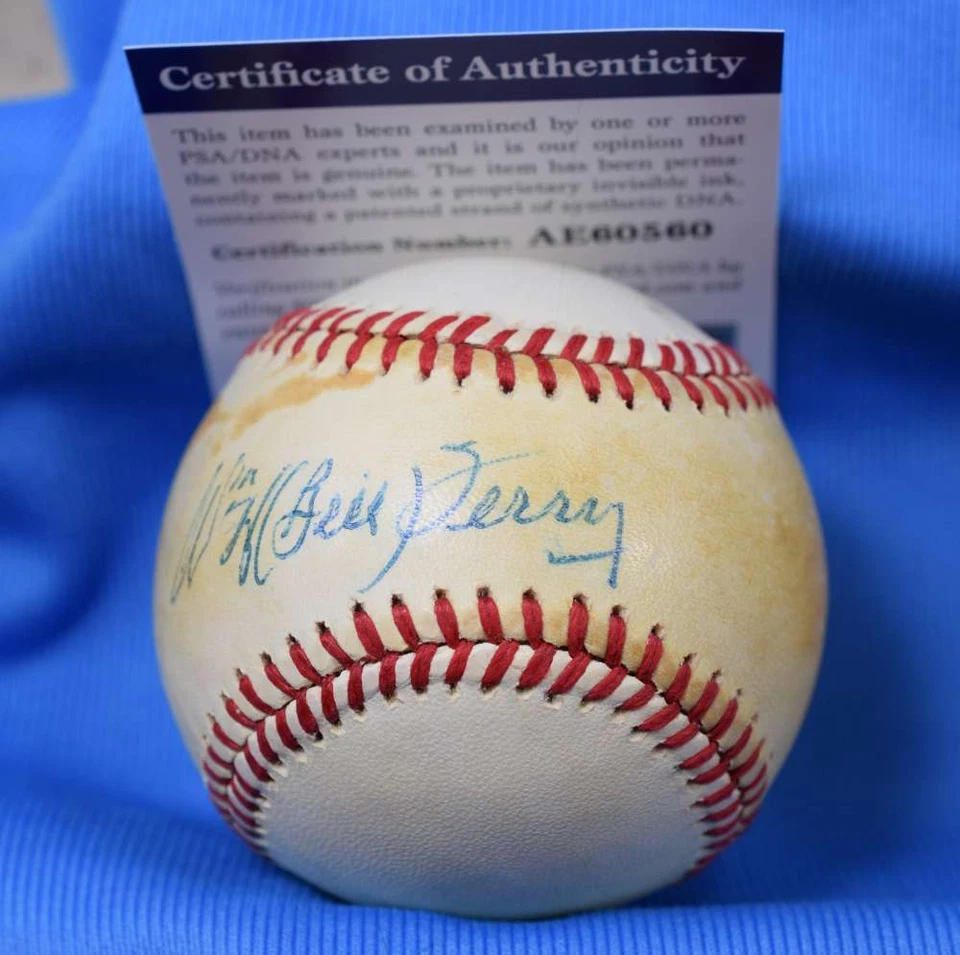 Certificate of Authenticity
This item has been examined by one or more
PSA/DNA experts and it is our opinion that
the item is genuine. The item has been perma-
nently marked with a proprietary invisible ink,
containing a patented strand of synthetic DNA.
Certification Number: AE60560
Wm H (Bill) Terry